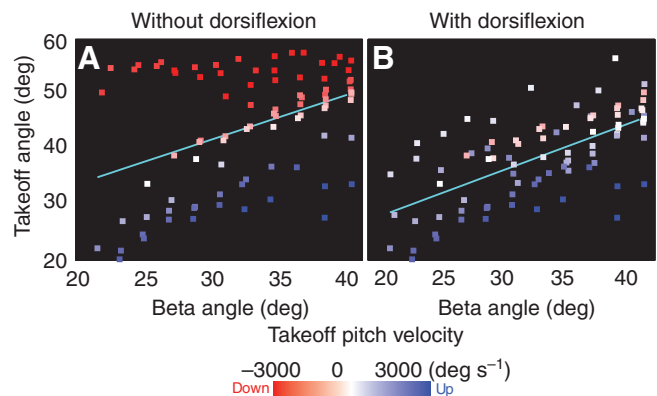 Without dorsiflexion
With dorsiflexion
A
B
Takeoff angle (deg)
60
50
40
30
20
20 25 30 35 40
20 25 30 35 40
Beta angle (deg)
Beta angle (deg)
Takeoff pitch velocity
–3000 0 3000 (deg s–1)
Down
Up